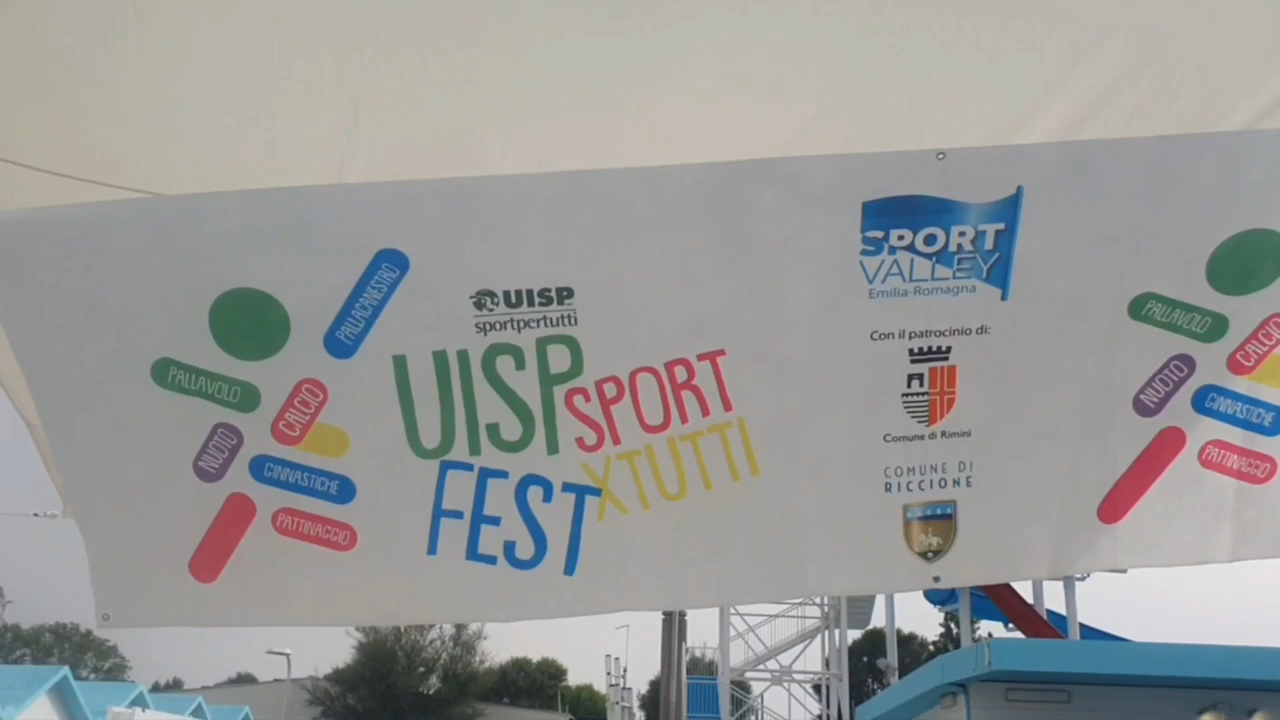 PALLACANESTRO
PALLAVOLO
CALCIO
NUOTO
GINNASTICHE
PATTINAGGIO
UISP
sportpertutti
UISP SPORT
FEST XTUTTI
SPORT
VALLEY
Emilia-Romagna
Con il patrocinio di:
Comune di Rimini
COMUNE DI
RICCIONE
PALLAVOLO
CALCIO
NUOTO
GINNASTICHE
PATTINAGGIO